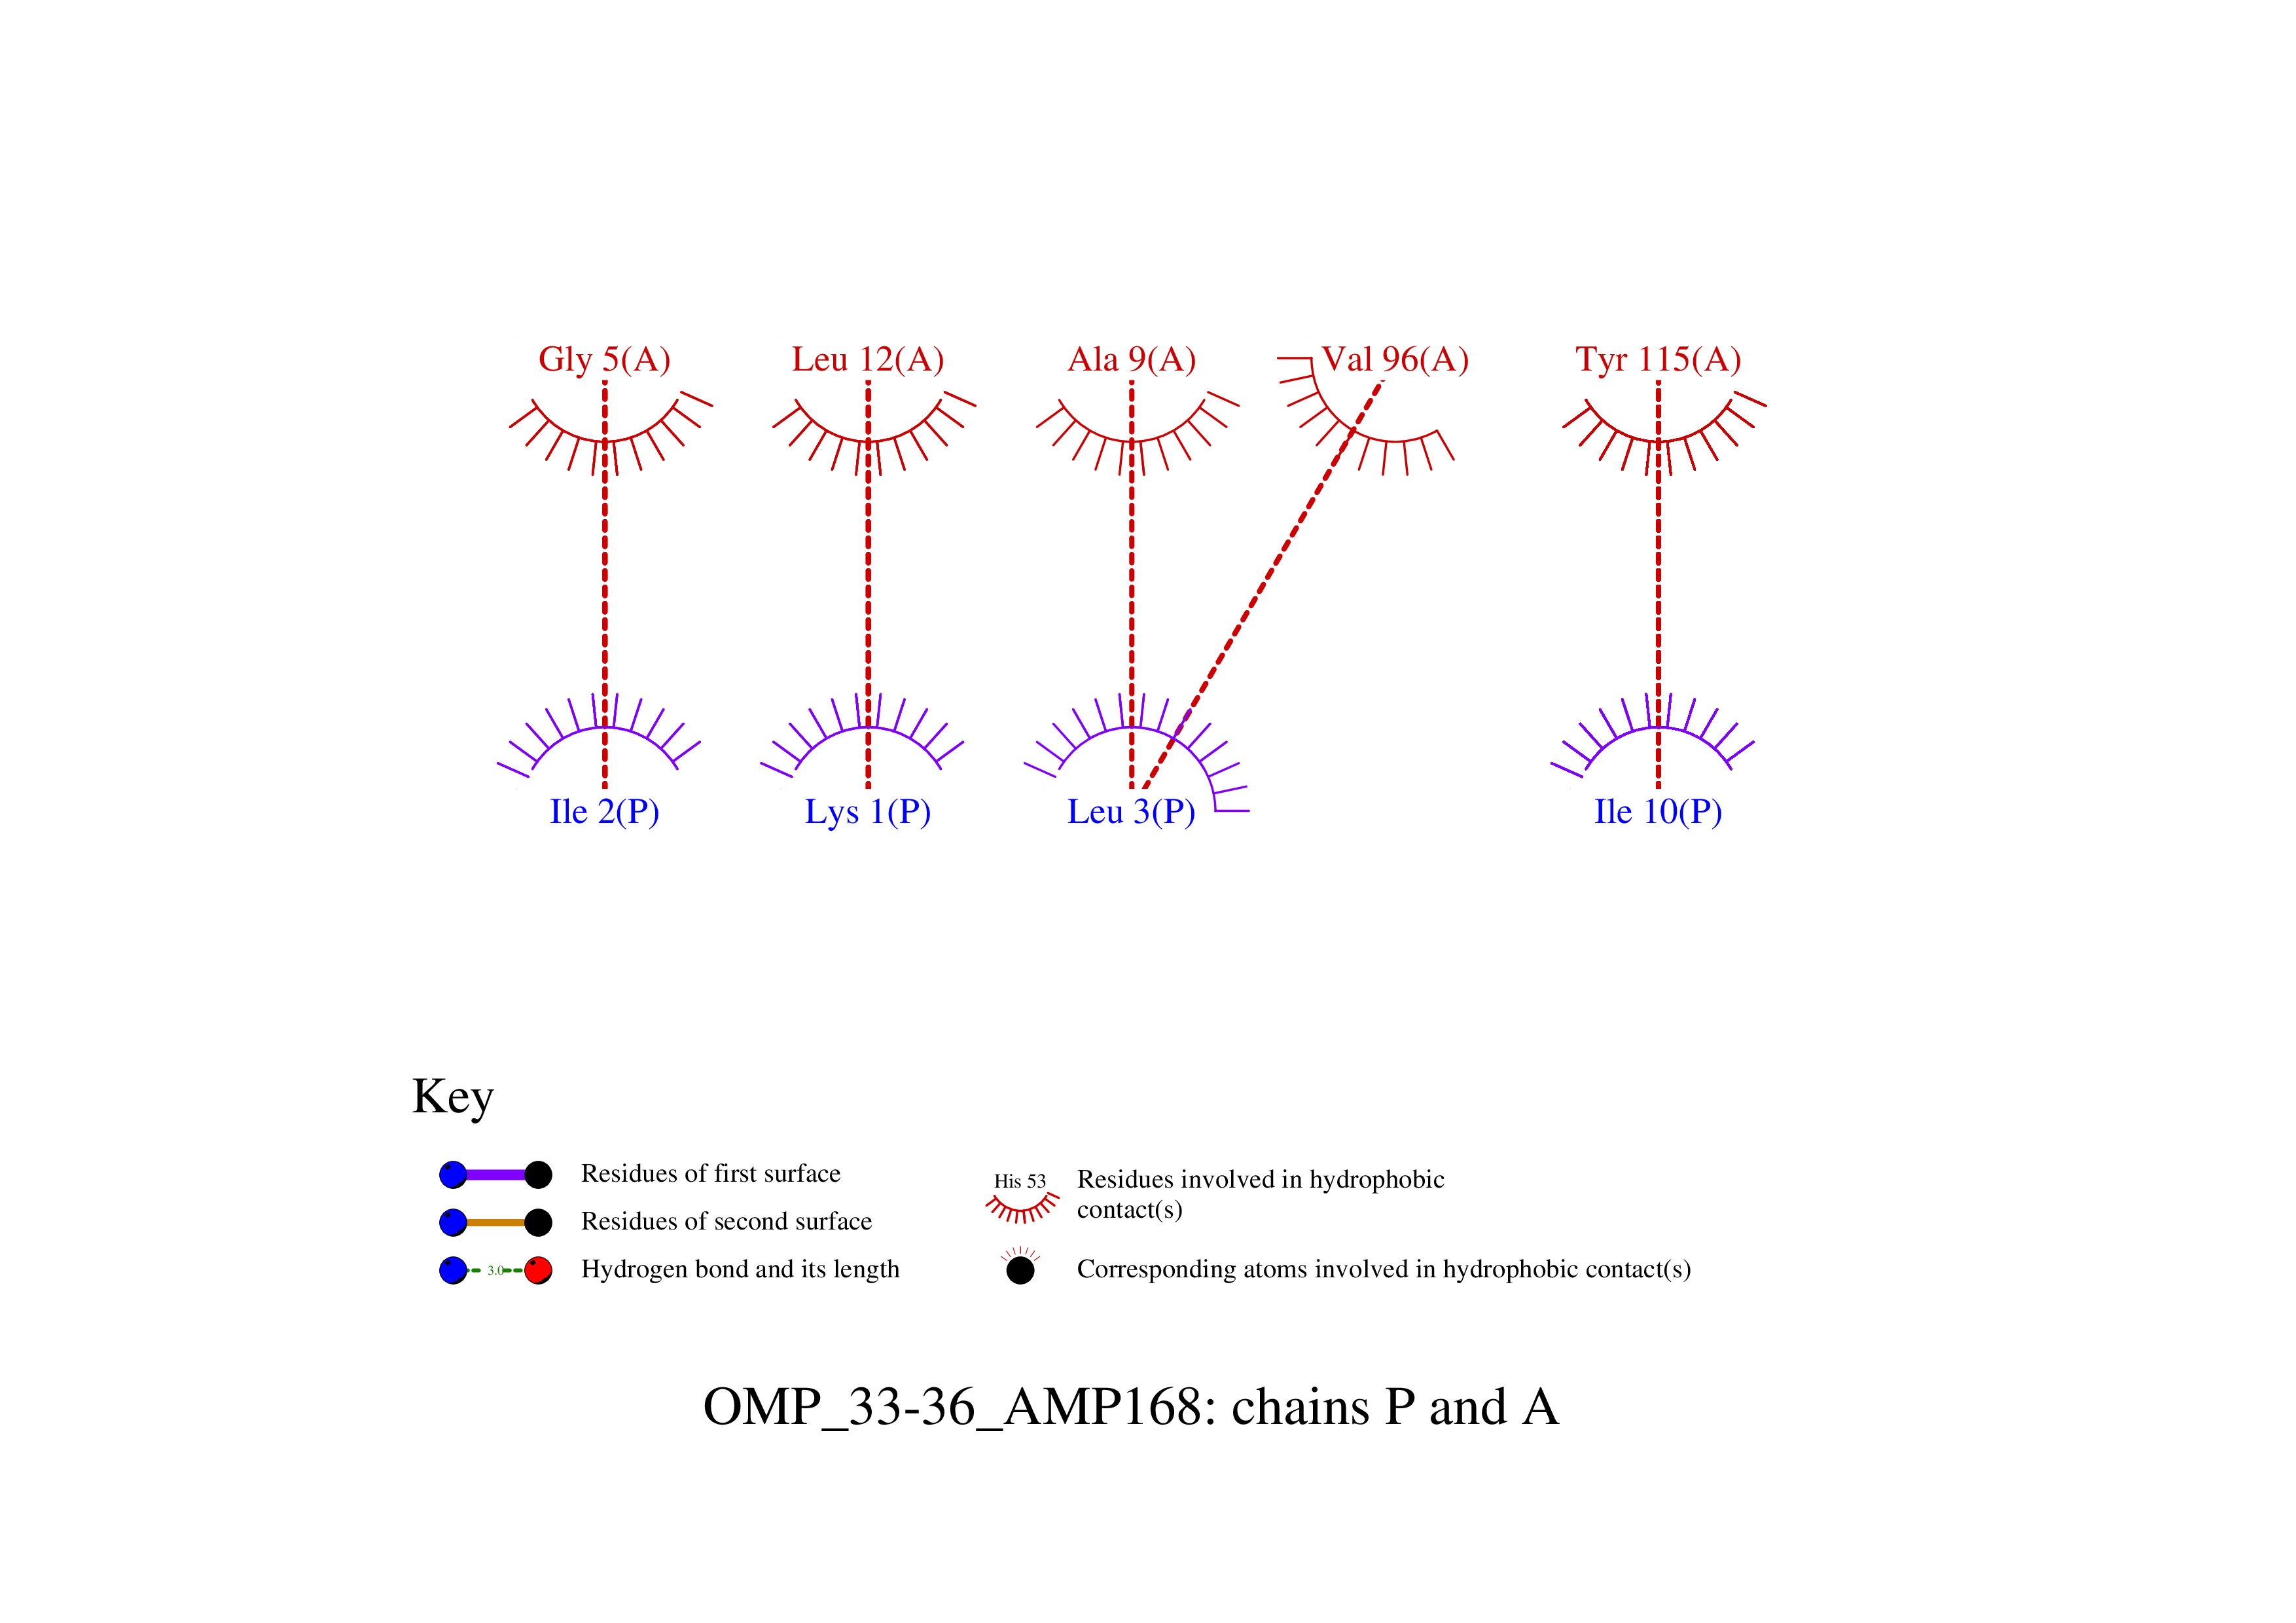 Gly 5(A) Leu 12(A) Ala 9(A) Val 96(A) Tyr 115(A)
Ile 2(P) Lys 1(P) Leu 3(P) Ile 10(P)
Key
Residues of first surface
Residues of second surface
3.0 Hydrogen bond and its length
His 53 Residues involved in hydrophobic
contact(s)
Corresponding atoms involved in hydrophobic contact(s)
OMP_33-36_AMP168: chains P and A